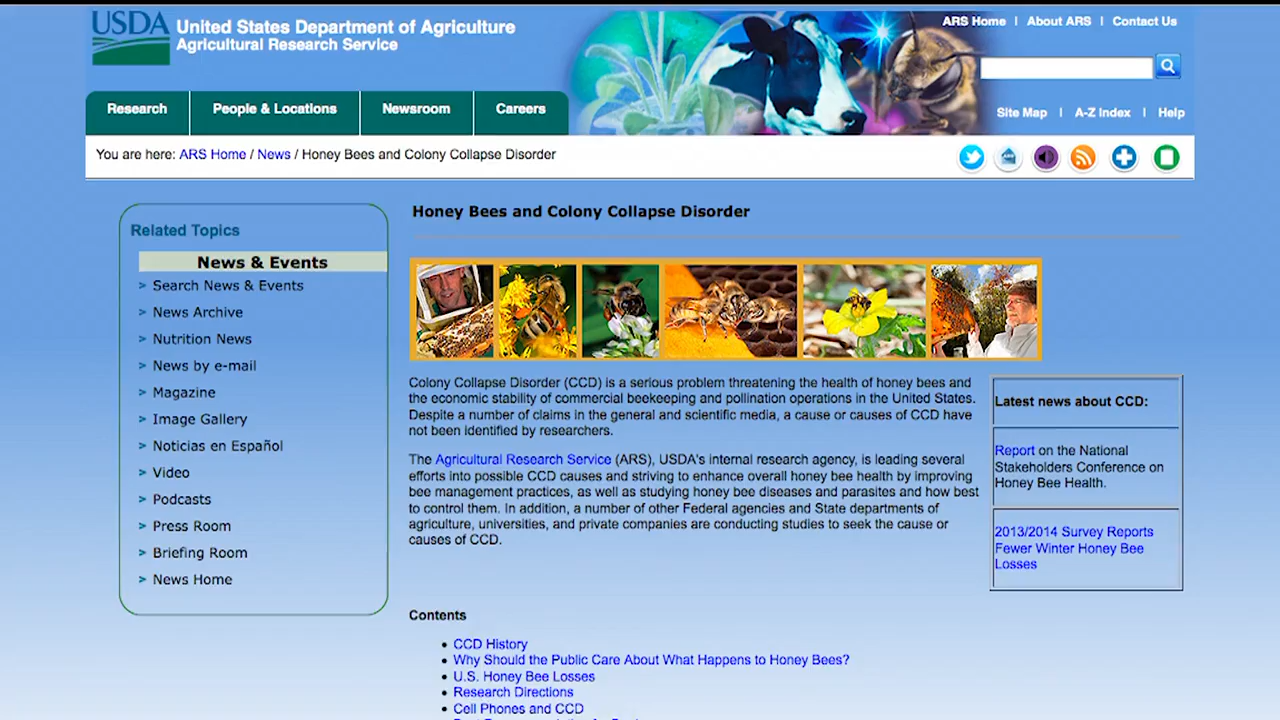 USDA
United States Department of Agriculture
Agricultural Research Service
ARS Home | About ARS | Contact Us
Research
People & Locations
Newsroom
Careers
Site Map | A-Z Index | Help
You are here: ARS Home / News / Honey Bees and Colony Collapse Disorder
Related Topics
News & Events
> Search News & Events
> News Archive
> Nutrition News
> News by e-mail
> Magazine
> Image Gallery
> Noticias en Español
> Video
> Podcasts
> Press Room
> Briefing Room
> News Home
Honey Bees and Colony Collapse Disorder
Colony Collapse Disorder (CCD) is a serious problem threatening the health of honey bees and
the economic stability of commercial beekeeping and pollination operations in the United States.
Despite a number of claims in the general and scientific media, a cause or causes of CCD have
not been identified by researchers.
The Agricultural Research Service (ARS), USDA's internal research agency, is leading several
efforts into possible CCD causes and striving to enhance overall honey bee health by improving
bee management practices, as well as studying honey bee diseases and parasites and how best
to control them. In addition, a number of other Federal agencies and State departments of
agriculture, universities, and private companies are conducting studies to seek the cause or
causes of CCD.
Latest news about CCD:
Report on the National
Stakeholders Conference on
Honey Bee Health.
2013/2014 Survey Reports
Fewer Winter Honey Bee
Losses
Contents
• CCD History
• Why Should the Public Care About What Happens to Honey Bees?
• U.S. Honey Bee Losses
• Research Directions
• Cell Phones and CCD